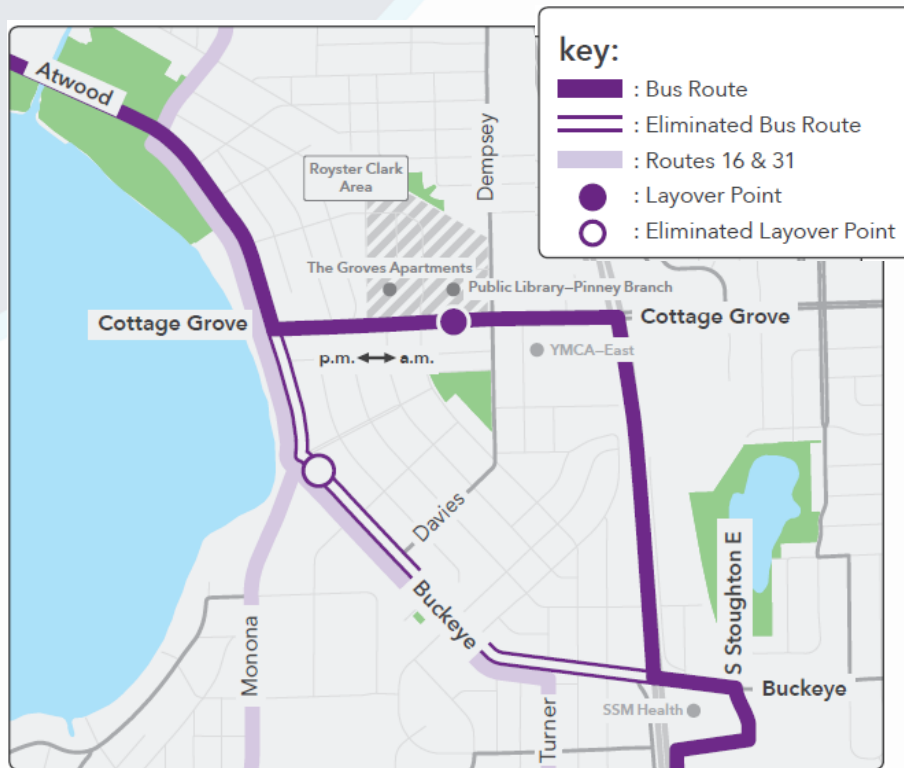 key:
: Bus Route
: Eliminated Bus Route
: Routes 16 & 31
: Layover Point
: Eliminated Layover Point
Atwood
Dempsey
Royster Clark
Area
The Groves Apartments
Public Library–Pinney Branch
Cottage Grove
Cottage Grove
p.m.
a.m.
YMCA–East
Davies
Buckeye
S Stoughton E
Monona
Buckeye
SSM Health
Turner